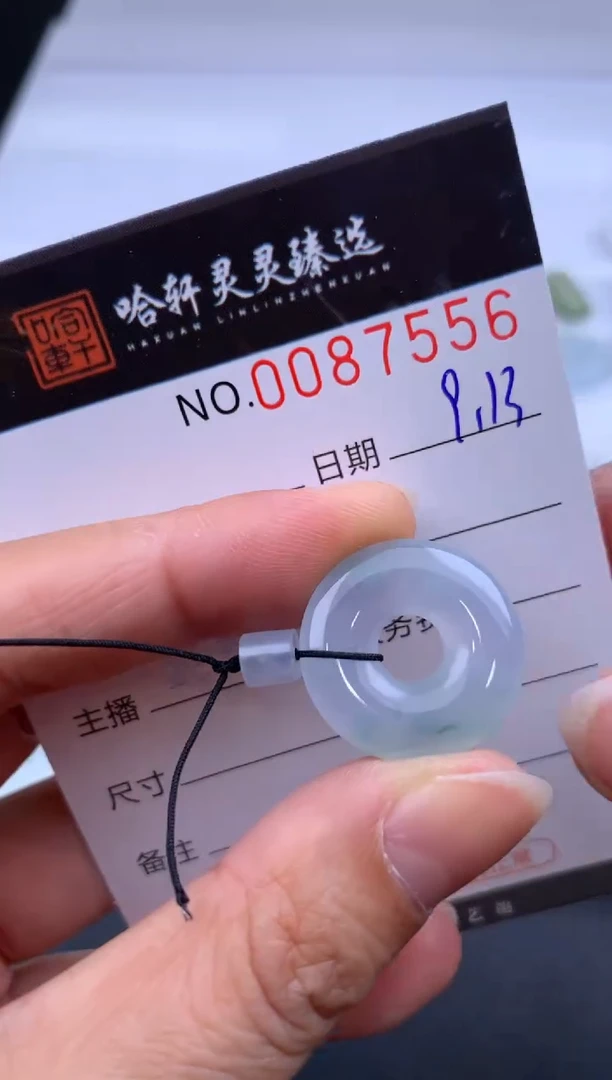 哈轩
哈轩灵灵臻选
HAXUAN LINLINZHENXUAN
NO.0087556
日期 9.13
主播
尺寸
备注